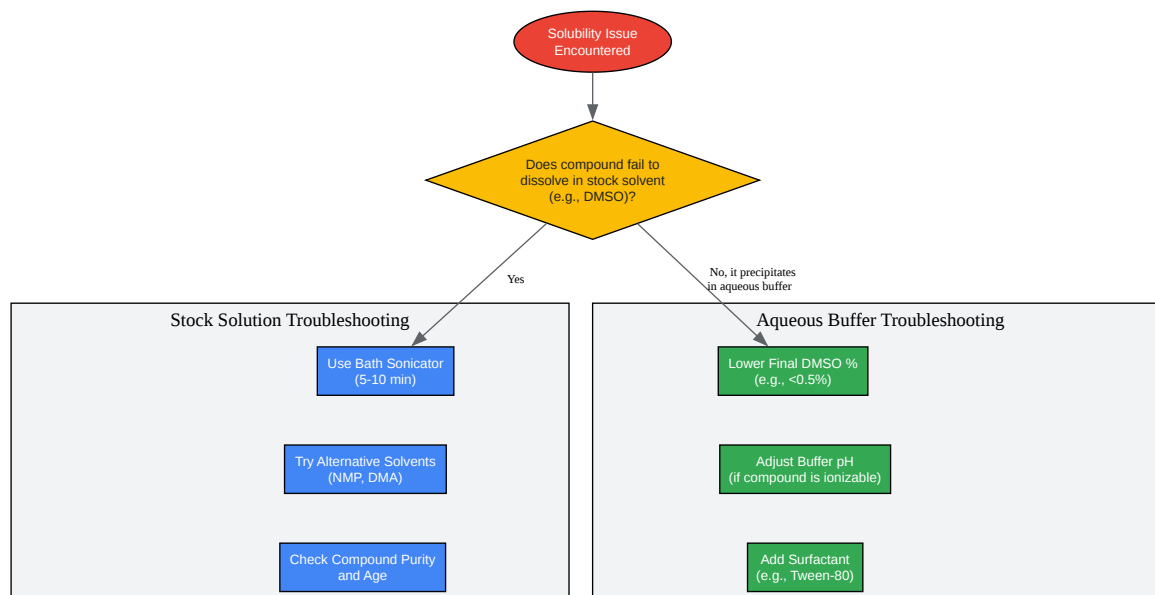 Solubility Issue
Encountered
Does compound fail to
dissolve in stock solvent
(e.g., DMSO)?
Yes
No, it precipitates
in aqueous buffer
Stock Solution Troubleshooting
Use Bath Sonicator
(5-10 min)
Try Alternative Solvents
(NMP, DMA)
Check Compound Purity
and Age
Aqueous Buffer Troubleshooting
Lower Final DMSO %
(e.g., <0.5%)
Adjust Buffer pH
(if compound is ionizable)
Add Surfactant
(e.g., Tween-80)